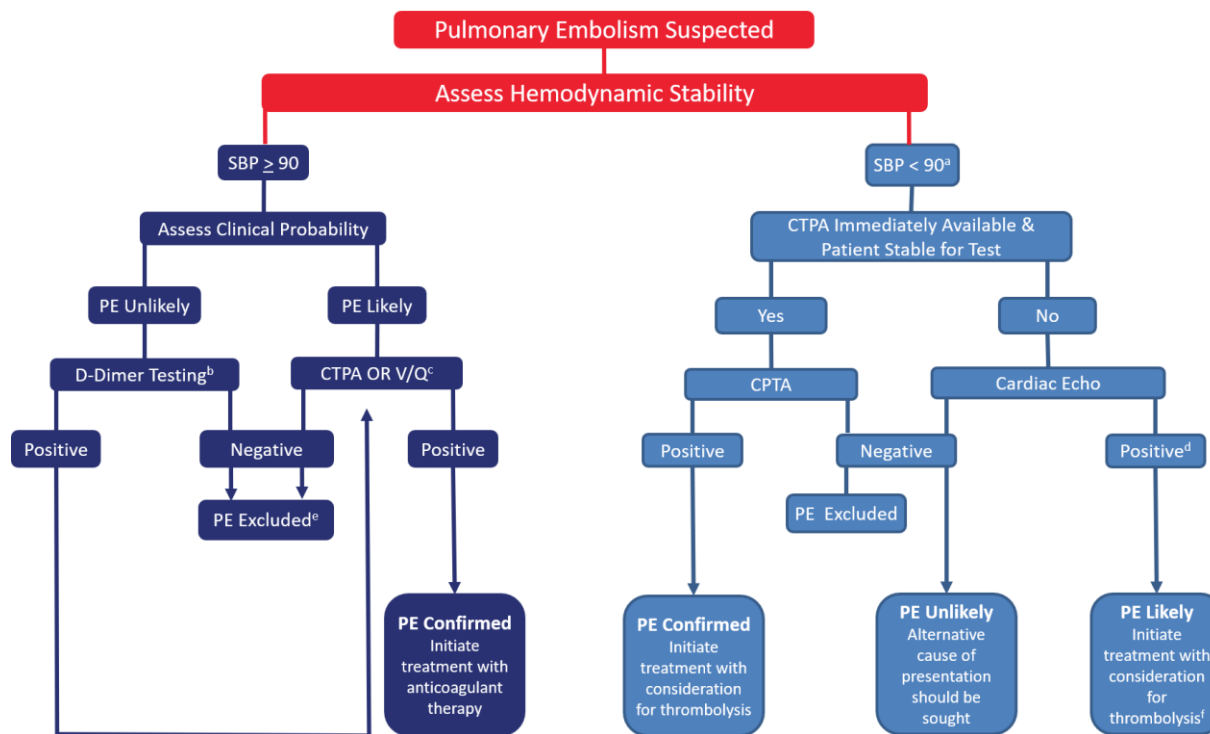 Pulmonary Embolism Suspected
Assess Hemodynamic Stability
SBP ≥ 90
SBP < 90ᵃ
Assess Clinical Probability
CTPA Immediately Available &
Patient Stable for Test
PE Unlikely
PE Likely
Yes
No
D-Dimer Testingᵇ
CTPA OR V/Qᶜ
CPTA
Cardiac Echo
Positive
Negative
Positive
Positive
Negative
Positiveᵈ
PE Excludedᵉ
PE Excluded
PE Confirmed
Initiate
treatment with
anticoagulant
therapy
PE Confirmed
Initiate
treatment with
consideration
for thrombolysis
PE Unlikely
Alternative
cause of
presentation
should be
sought
PE Likely
Initiate
treatment with
consideration
for
thrombolysisᶠ